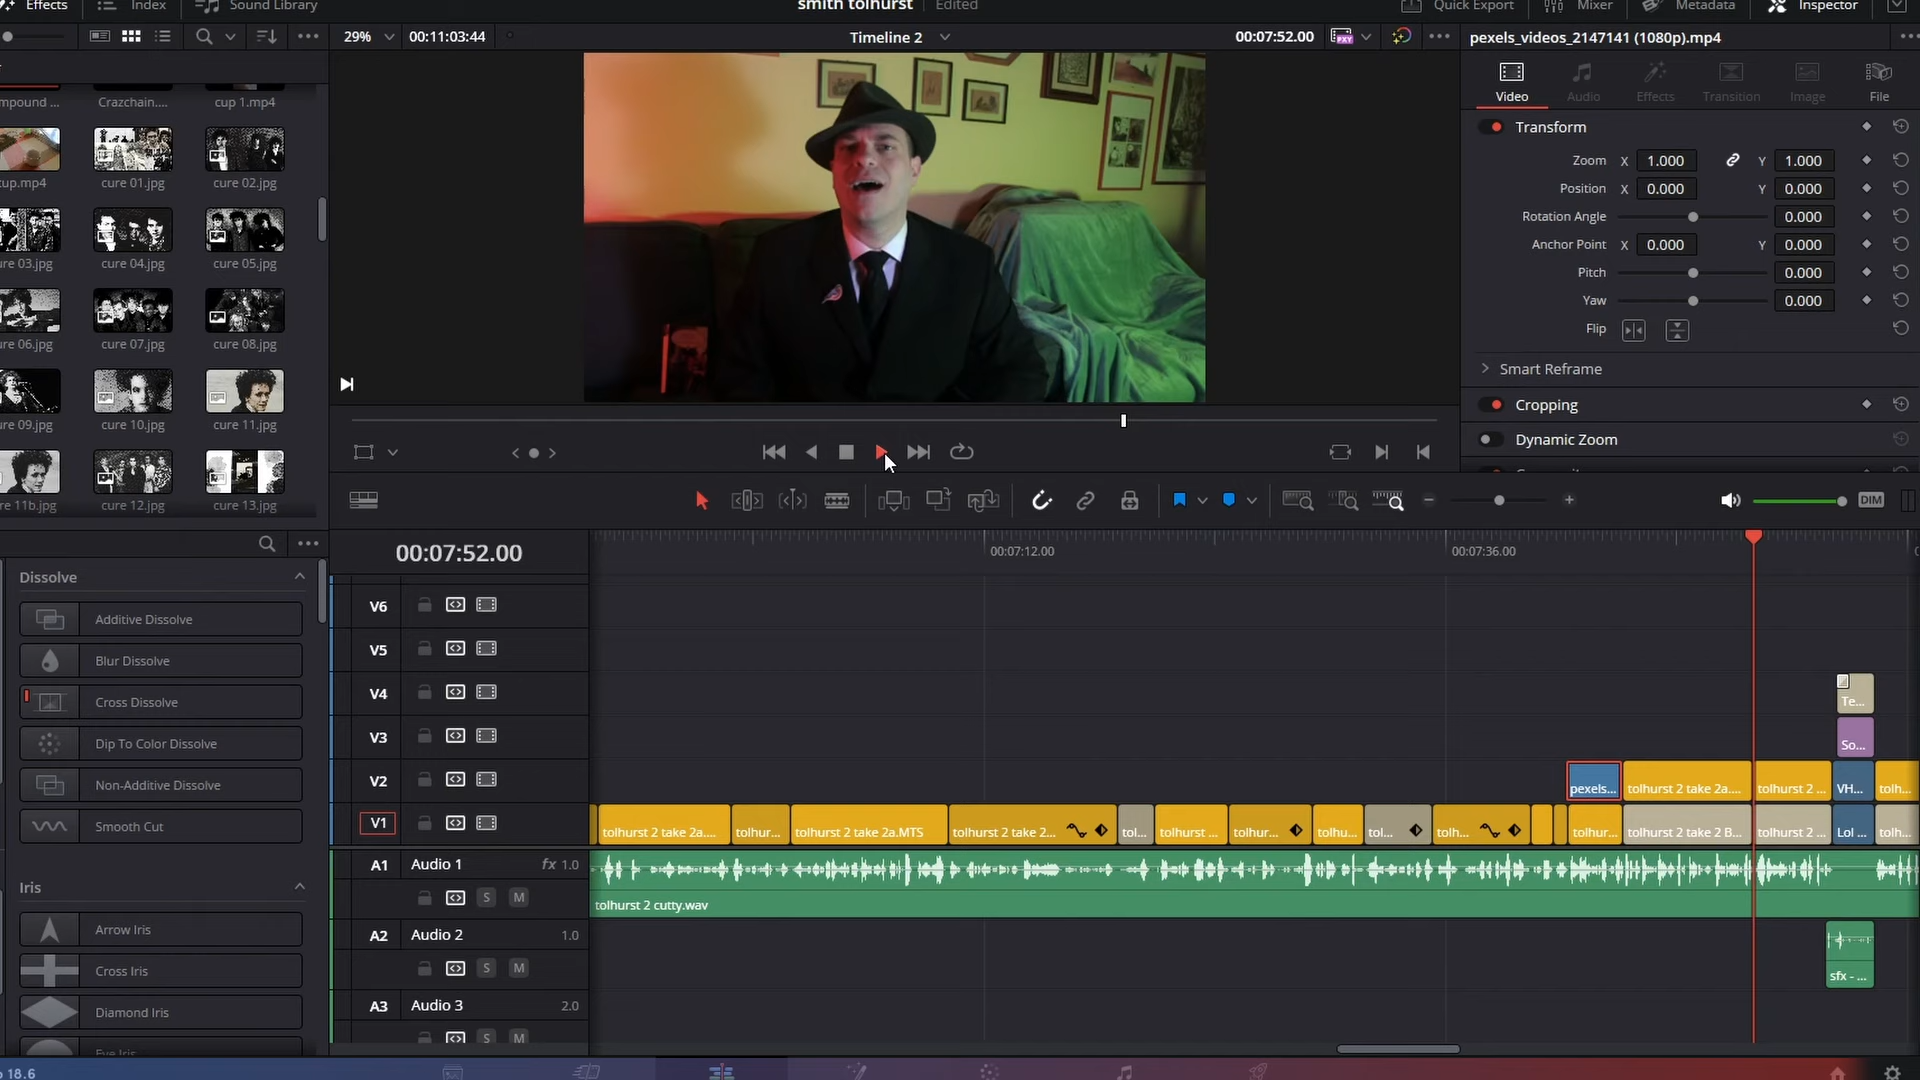 Effects
Index
Sound Library
smith tolhurst
Edited
Quick Export
Mixer
Metadata
Inspector
29%
00:11:03:44
Timeline 2
00:07:52.00
PXY
pexels_videos_2147141 (1080p).mp4
mpound ...
Crazchain....
cup 1.mp4
cup.mp4
cure 01.jpg
cure 02.jpg
ure 03.jpg
cure 04.jpg
cure 05.jpg
ure 06.jpg
cure 07.jpg
cure 08.jpg
ure 09.jpg
cure 10.jpg
cure 11.jpg
re 11b.jpg
cure 12.jpg
cure 13.jpg
Video
Audio
Effects
Transition
Image
File
Transform
Zoom X 1.000 Y 1.000
Position X 0.000 Y 0.000
Rotation Angle 0.000
Anchor Point X 0.000 Y 0.000
Pitch 0.000
Yaw 0.000
Flip
Smart Reframe
Cropping
Dynamic Zoom
DIM
Dissolve
Additive Dissolve
Blur Dissolve
Cross Dissolve
Dip To Color Dissolve
Non-Additive Dissolve
Smooth Cut
Iris
Arrow Iris
Cross Iris
Diamond Iris
Eye Iris
00:07:52.00
00:07:12.00
00:07:36.00
V6
V5
V4
Te...
V3
So...
V2
pexels...
tolhurst 2 take 2a....
tolhurst 2 ...
VH...
tolh...
V1
tolhurst 2 take 2a....
tolhur...
tolhurst 2 take 2a.MTS
tolhurst 2 take 2...
tol...
tolhurst ...
tolhur...
tolhu...
tol...
tolh...
tolhur...
tolhurst 2 take 2 B...
tolhurst 2 ...
Lol ...
tolh...
A1 Audio 1 fx 1.0
S M
tolhurst 2 cutty.wav
A2 Audio 2 1.0
S M
sfx - ...
A3 Audio 3 2.0
S M
18.6